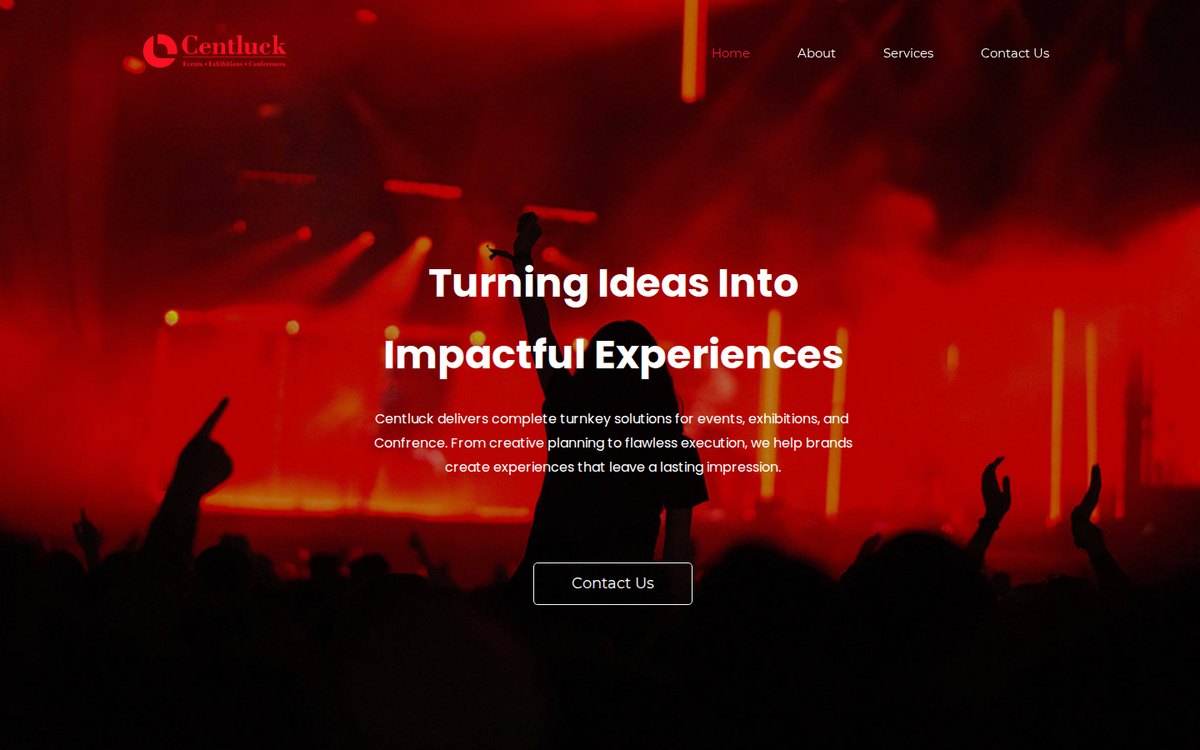 Centluck
Events • Exhibitions • Conferences
Home
About
Services
Contact Us
Turning Ideas Into
Impactful Experiences
Centluck delivers complete turnkey solutions for events, exhibitions, and
Confrence. From creative planning to flawless execution, we help brands
create experiences that leave a lasting impression.
Contact Us